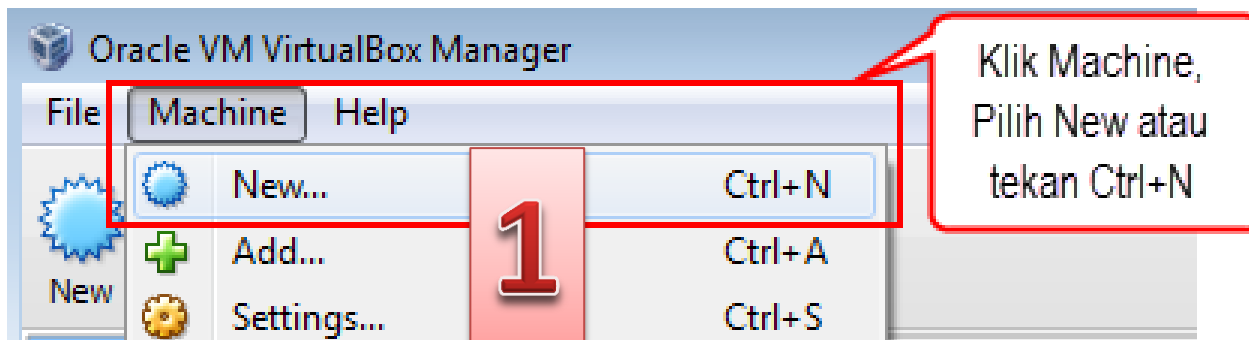 Oracle VM VirtualBox Manager
File Machine Help
New... Ctrl+N
Add... Ctrl+A
Settings... Ctrl+S
New
1
Klik Machine,
Pilih New atau
tekan Ctrl+N